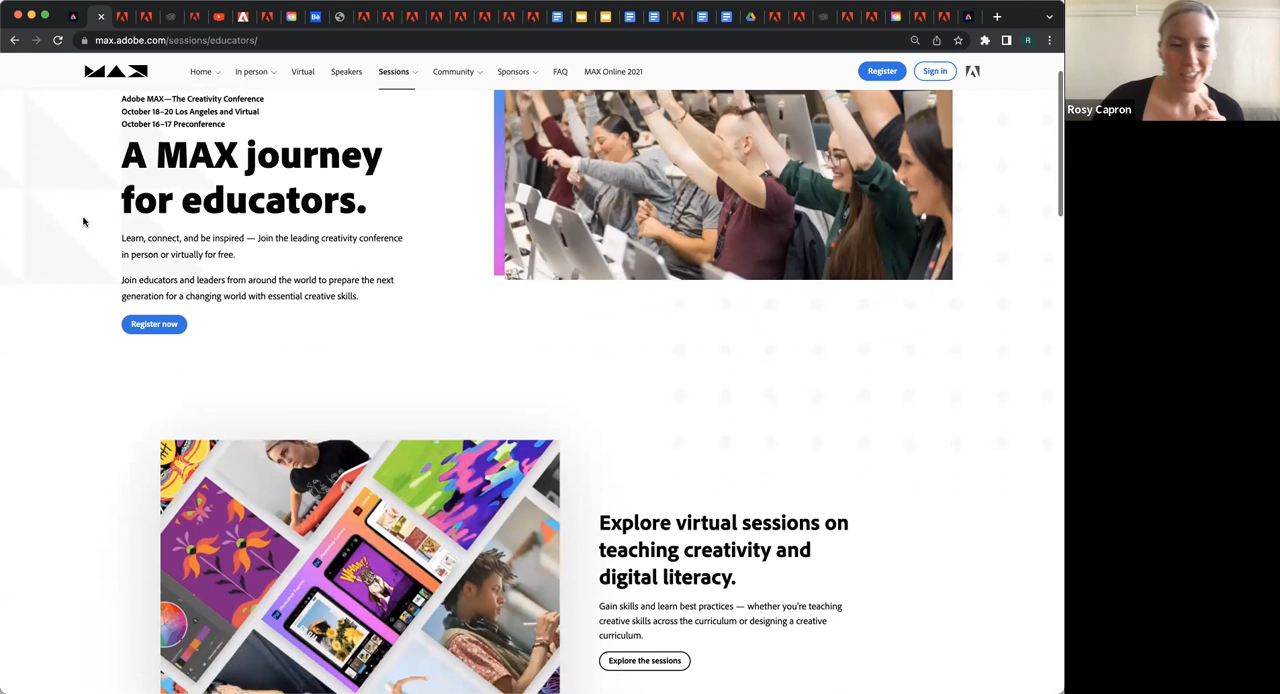 max.adobe.com/sessions/educators/
R
MAX
Home
In person
Virtual
Speakers
Sessions
Community
Sponsors
FAQ
MAX Online 2021
Register
Sign in
Rosy Capron
Adobe MAX—The Creativity Conference
October 18–20 Los Angeles and Virtual
October 16–17 Preconference
A MAX journey
for educators.
Learn, connect, and be inspired — Join the leading creativity conference
in person or virtually for free.
Join educators and leaders from around the world to prepare the next
generation for a changing world with essential creative skills.
Register now
Explore virtual sessions on
teaching creativity and
digital literacy.
Gain skills and learn best practices — whether you're teaching
creative skills across the curriculum or designing a creative
curriculum.
Explore the sessions